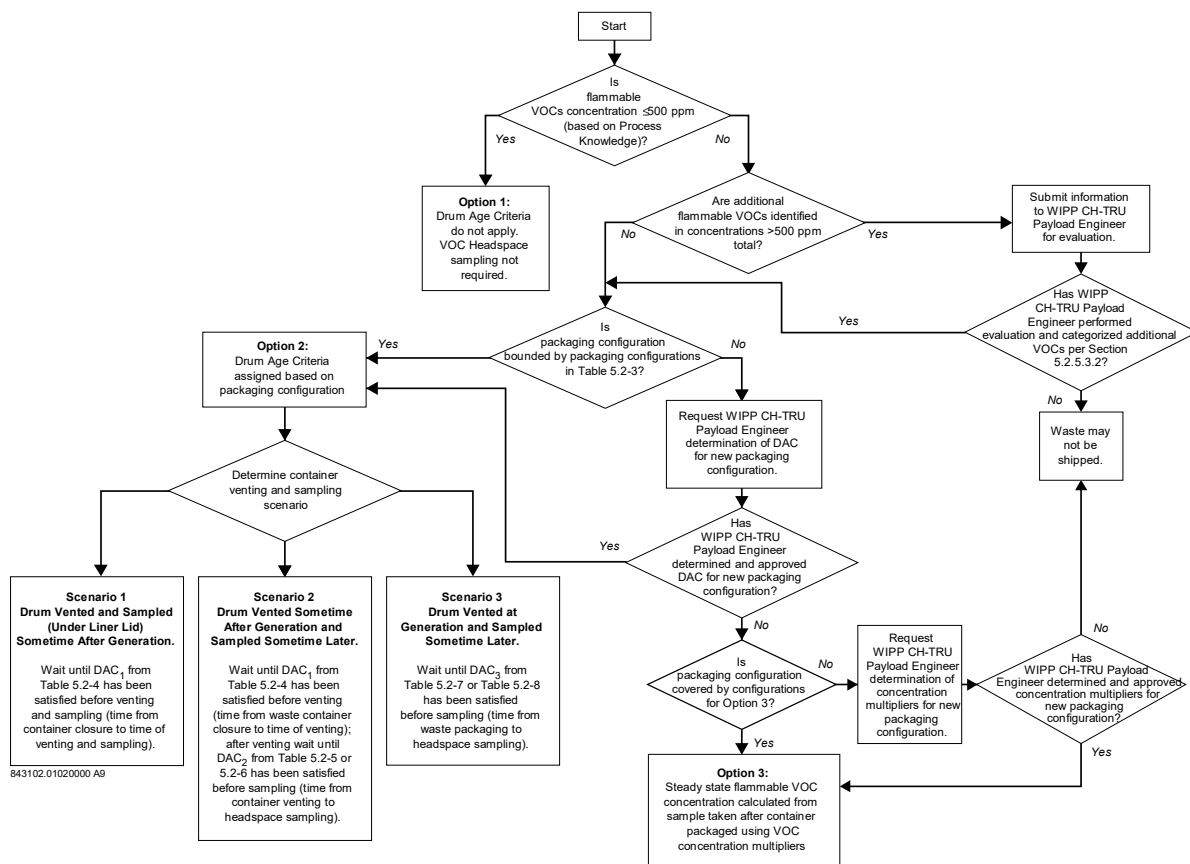 Start
Is
flammable
VOCs concentration ≤500 ppm
(based on Process
Knowledge)?
Yes
No
Option 1:
Drum Age Criteria
do not apply.
VOC Headspace
sampling not
required.
Are additional
flammable VOCs identified
in concentrations >500 ppm
total?
No
Yes
Submit information
to WIPP CH-TRU
Payload Engineer
for evaluation.
Has WIPP
CH-TRU Payload
Engineer performed
evaluation and categorized additional
VOCs per Section
5.2.5.3.2?
Yes
No
Waste may
not be
shipped.
Is
packaging configuration
bounded by packaging configurations
in Table 5.2-3?
Yes
No
Option 2:
Drum Age Criteria
assigned based on
packaging configuration
Request WIPP CH-TRU
Payload Engineer
determination of DAC
for new packaging
configuration.
Determine container
venting and sampling
scenario
Has
WIPP CH-TRU
Payload Engineer
determined and approved
DAC for new packaging
configuration?
Yes
No
Scenario 1
Drum Vented and Sampled
(Under Liner Lid)
Sometime After Generation.
Wait until DAC1 from
Table 5.2-4 has been
satisfied before venting
and sampling (time from
container closure to time of
venting and sampling).
Scenario 2
Drum Vented Sometime
After Generation and
Sampled Sometime Later.
Wait until DAC1 from
Table 5.2-4 has been
satisfied before venting
(time from waste container
closure to time of venting);
after venting wait until
DAC2 from Table 5.2-5 or
5.2-6 has been satisfied
before sampling (time from
container venting to
headspace sampling).
Scenario 3
Drum Vented at
Generation and Sampled
Sometime Later.
Wait until DAC3 from
Table 5.2-7 or Table 5.2-8
has been satisfied
before sampling (time from
waste packaging to
headspace sampling).
Is
packaging configuration
covered by configurations
for Option 3?
No
Yes
Request
WIPP CH-TRU
Payload Engineer
determination of
concentration
multipliers for new
packaging
configuration.
Has
WIPP CH-TRU Payload
Engineer determined and approved
concentration multipliers for
new packaging
configuration?
No
Yes
Option 3:
Steady state flammable VOC
concentration calculated from
sample taken after container
packaged using VOC
concentration multipliers
843102.01020000 A9